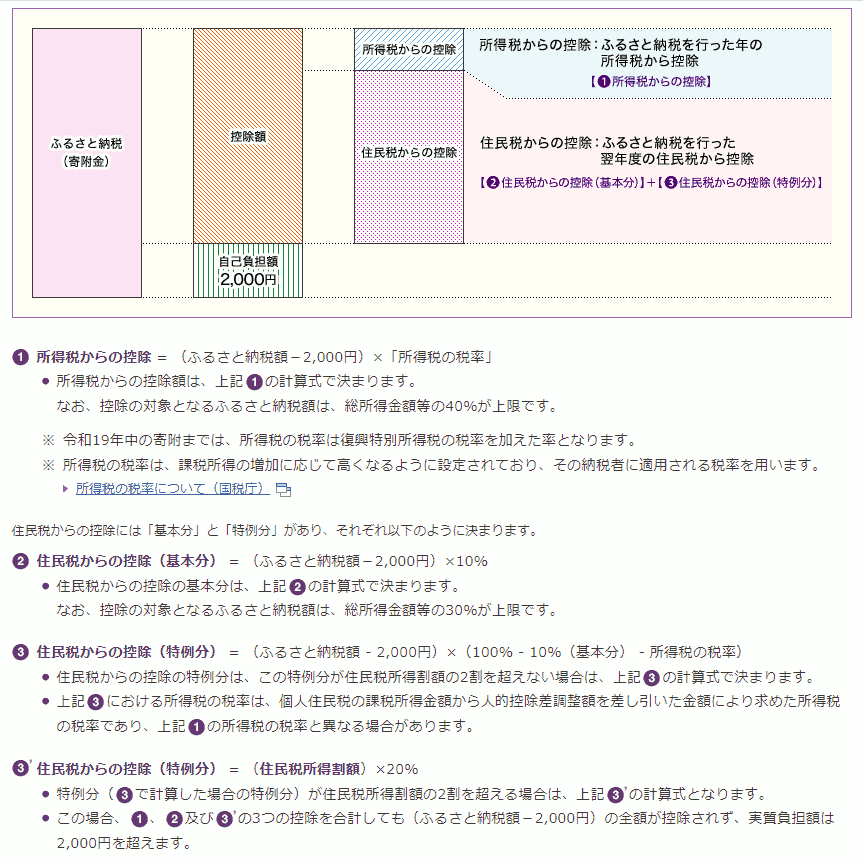 ふるさと納税
（寄附金）
控除額
自己負担額
2,000円
所得税からの控除
住民税からの控除
所得税からの控除：ふるさと納税を行った年の
所得税から控除
【❶所得税からの控除】
住民税からの控除：ふるさと納税を行った
翌年度の住民税から控除
【❷住民税からの控除（基本分）】＋【❸住民税からの控除（特例分）】
❶ 所得税からの控除 = （ふるさと納税額－2,000円）×「所得税の税率」
● 所得税からの控除額は、上記❶の計算式で決まります。
なお、控除の対象となるふるさと納税額は、総所得金額等の40%が上限です。
※ 令和19年中の寄附までは、所得税の税率は復興特別所得税の税率を加えた率となります。
※ 所得税の税率は、課税所得の増加に応じて高くなるように設定されており、その納税者に適用される税率を用います。
所得税の税率について（国税庁）
住民税からの控除には「基本分」と「特例分」があり、それぞれ以下のように決まります。
❷ 住民税からの控除（基本分） = （ふるさと納税額－2,000円）×10%
● 住民税からの控除の基本分は、上記❷の計算式で決まります。
なお、控除の対象となるふるさと納税額は、総所得金額等の30%が上限です。
❸ 住民税からの控除（特例分） = （ふるさと納税額 - 2,000円）×（100% - 10%（基本分） - 所得税の税率）
● 住民税からの控除の特例分は、この特例分が住民税所得割額の2割を超えない場合は、上記❸の計算式で決まります。
● 上記❸における所得税の税率は、個人住民税の課税所得金額から人的控除差調整額を差し引いた金額により求めた所得税
の税率であり、上記❶の所得税の税率と異なる場合があります。
❸’ 住民税からの控除（特例分） = （住民税所得割額）×20%
● 特例分（❸で計算した場合の特例分）が住民税所得割額の2割を超える場合は、上記❸’の計算式となります。
● この場合、❶、❷及び❸’の3つの控除を合計しても（ふるさと納税額－2,000円）の全額が控除されず、実質負担額は
2,000円を超えます。